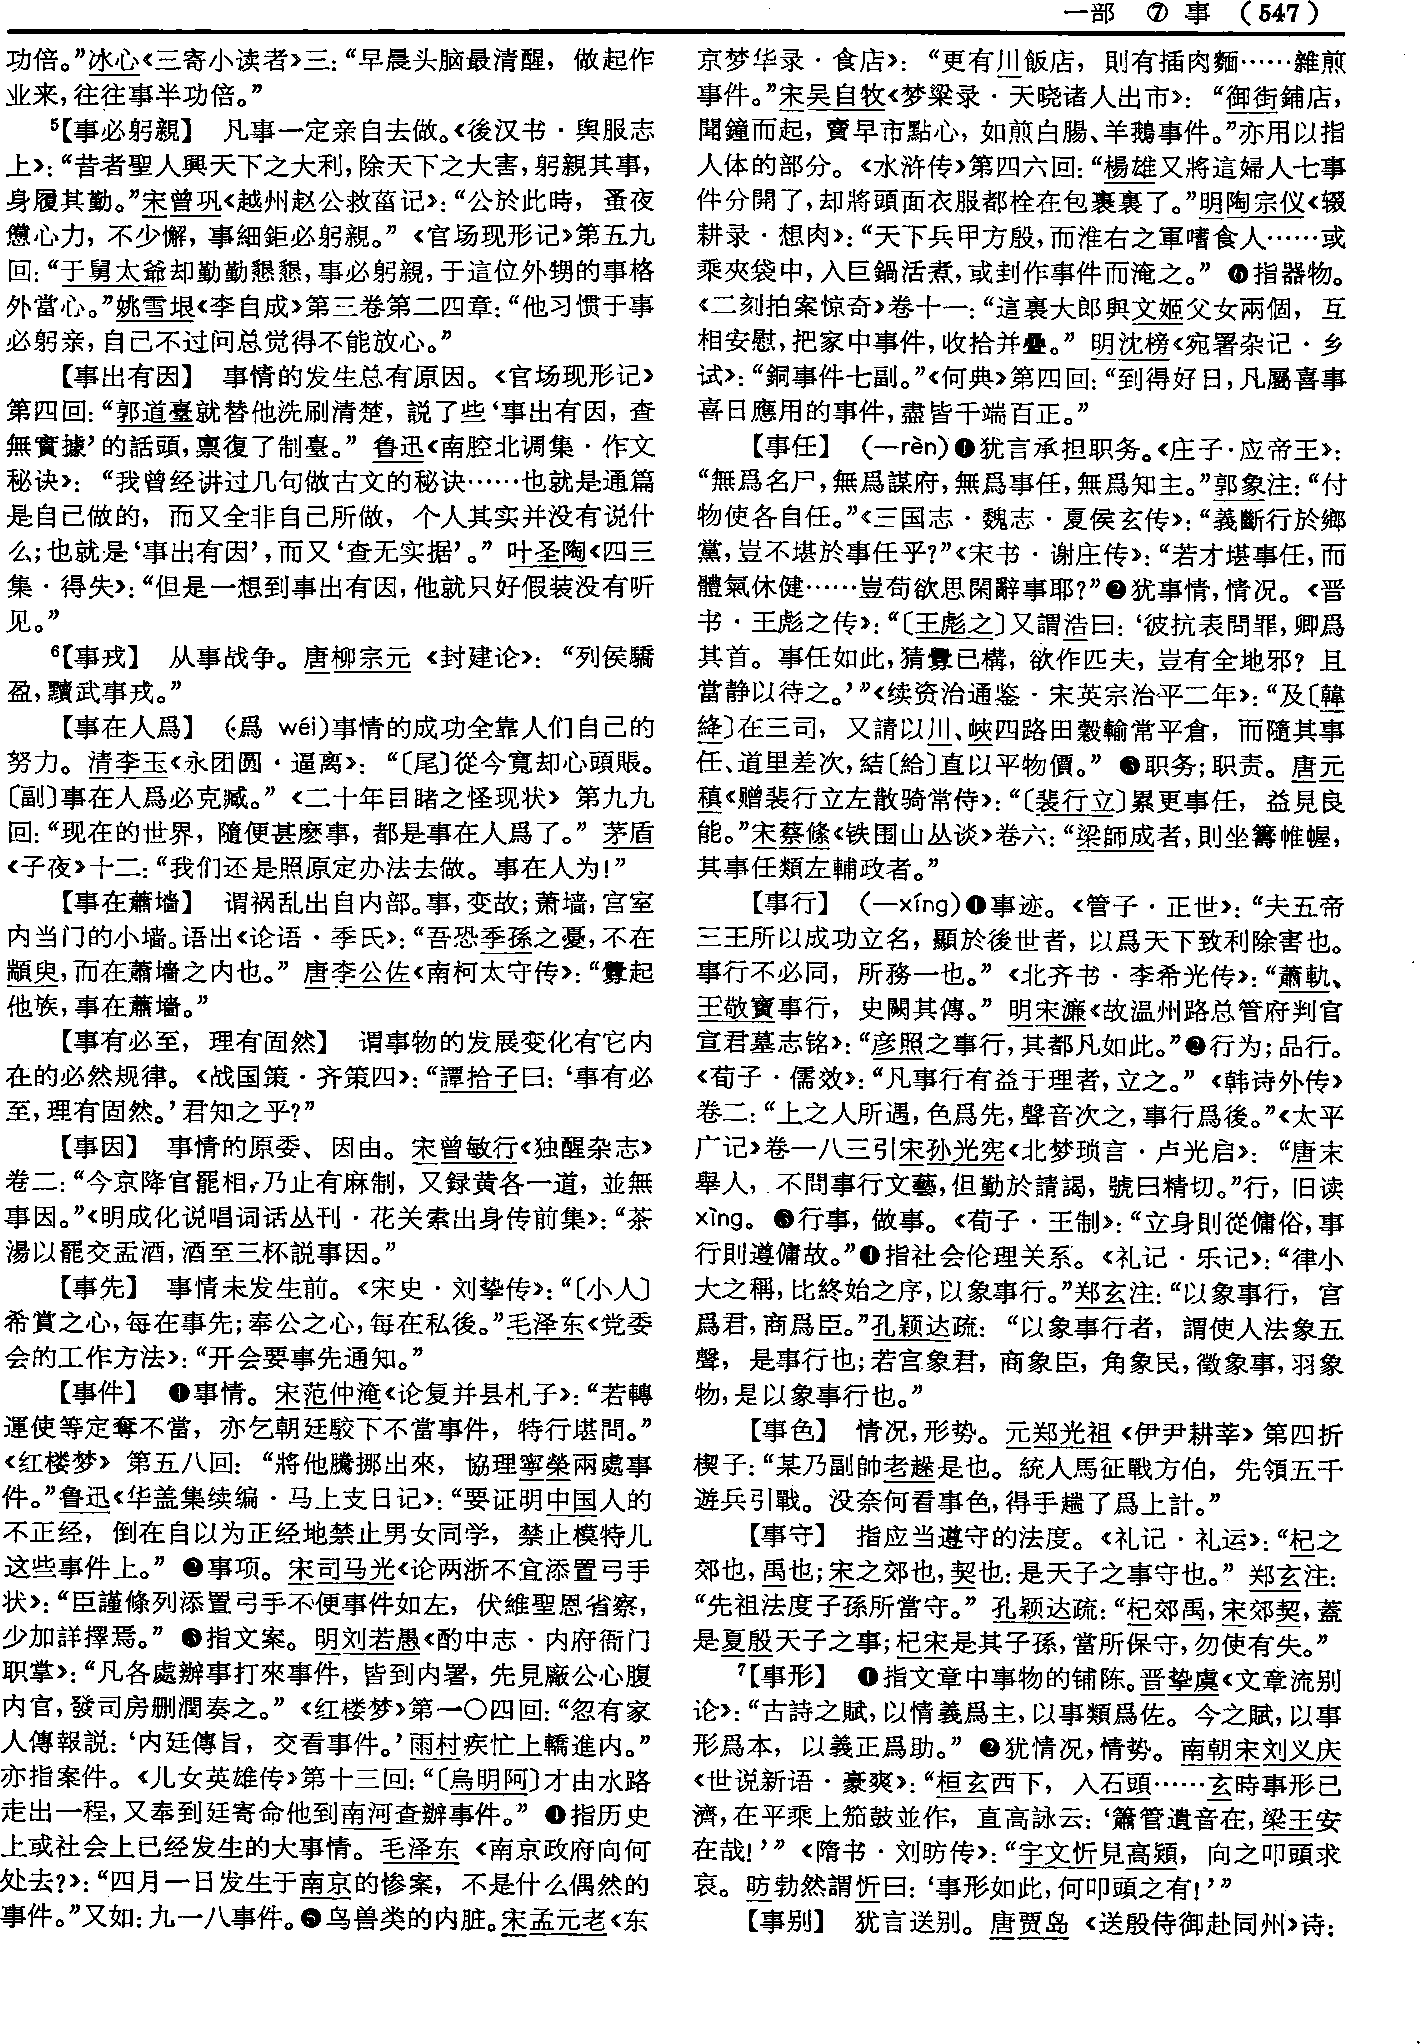 一部 ⑦ 事 (547)
功倍。”冰心《三寄小读者》三：“早晨头脑最清醒，做起作
业来，往往事半功倍。”
⁵【事必躬親】 凡事一定亲自去做。《後汉书·舆服志
上》：“昔者聖人興天下之大利，除天下之大害，躬親其事，
身履其勤。”宋曾巩《越州赵公救菑记》：“公於此時，蚤夜
憊心力，不少懈，事細鉅必躬親。”《官场现形记》第五九
回：“于舅太爺却勤勤懇懇，事必躬親，于這位外甥的事格
外當心。”姚雪垠《李自成》第三卷第二四章：“他习惯于事
必躬亲，自己不过问总觉得不能放心。”
【事出有因】 事情的发生总有原因。《官场现形记》
第四回：“郭道臺就替他洗刷清楚，説了些‘事出有因，查
無實據’的話頭，禀復了制臺。”鲁迅《南腔北调集·作文
秘诀》：“我曾经讲过几句做古文的秘诀……也就是通篇
是自己做的，而又全非自己所做，个人其实并没有说什
么；也就是‘事出有因’，而又‘查无实据’。”叶圣陶《四三
集·得失》：“但是一想到事出有因，他就只好假装没有听
见。”
⁶【事戎】 从事战争。唐柳宗元《封建论》：“列侯驕
盈，黷武事戎。”
【事在人爲】 (爲 wéi)事情的成功全靠人们自己的
努力。清李玉《永团圆·逼离》：“〔尾〕從今寬却心頭賬。
〔副〕事在人爲必克臧。”《二十年目睹之怪现状》第九九
回：“现在的世界，隨便甚麽事，都是事在人爲了。”茅盾
《子夜》十二：“我们还是照原定办法去做。事在人为！”
【事在蕭墙】 谓祸乱出自内部。事，变故；萧墙，宫室
内当门的小墙。语出《论语·季氏》：“吾恐季孫之憂，不在
顓臾，而在蕭墻之内也。”唐李公佐《南柯太守传》：“釁起
他族，事在蕭墙。”
【事有必至，理有固然】 谓事物的发展变化有它内
在的必然规律。《战国策·齐策四》：“譚拾子曰：‘事有必
至，理有固然。’君知之乎？”
【事因】 事情的原委、因由。宋曾敏行《独醒杂志》
卷二：“今京降官罷相，乃止有麻制，又録黄各一道，並無
事因。”《明成化说唱词话丛刊·花关索出身传前集》：“茶
湯以罷交盂酒，酒至三杯説事因。”
【事先】 事情未发生前。《宋史·刘挚传》：“〔小人〕
希賞之心，每在事先；奉公之心，每在私後。”毛泽东《党委
会的工作方法》：“开会要事先通知。”
【事件】 ❶事情。宋范仲淹《论复并县札子》：“若轉
運使等定奪不當，亦乞朝廷駮下不當事件，特行堪問。”
《红楼梦》第五八回：“將他騰挪出來，協理寧榮兩處事
件。”鲁迅《华盖集续编·马上支日记》：“要证明中国人的
不正经，倒在自以为正经地禁止男女同学，禁止模特儿
这些事件上。”❷事项。宋司马光《论两浙不宜添置弓手
状》：“臣謹條列添置弓手不便事件如左，伏維聖恩省察，
少加詳擇焉。”❸指文案。明刘若愚《酌中志·内府衙门
职掌》：“凡各處辦事打來事件，皆到内署，先見廠公心腹
内官，發司房删潤奏之。”《红楼梦》第一〇四回：“忽有家
人傳報説：‘内廷傳旨，交看事件。’雨村疾忙上轎進内。”
亦指案件。《儿女英雄传》第十三回：“〔烏明阿〕才由水路
走出一程，又奉到廷寄命他到南河查辦事件。”❹指历史
上或社会上已经发生的大事情。毛泽东《南京政府向何
处去？》：“四月一日发生于南京的惨案，不是什么偶然的
事件。”又如：九一八事件。❺鸟兽类的内脏。宋孟元老《东
京梦华录·食店》：“更有川飯店，則有插肉麵……雜煎
事件。”宋吴自牧《梦粱录·天晓诸人出市》：“御街鋪店，
聞鐘而起，賣早市點心，如煎白腸、羊鵝事件。”亦用以指
人体的部分。《水浒传》第四六回：“楊雄又將這婦人七事
件分開了，却將頭面衣服都栓在包裹裏了。”明陶宗仪《辍
耕录·想肉》：“天下兵甲方殷，而淮右之軍嗜食人……或
乘夾袋中，入巨鍋活煮，或刲作事件而淹之。”❻指器物。
《二刻拍案惊奇》卷十一：“這裏大郎與文姬父女兩個，互
相安慰，把家中事件，收拾并疊。”明沈榜《宛署杂记·乡
试》：“銅事件七副。”《何典》第四回：“到得好日，凡屬喜事
喜日應用的事件，盡皆千端百正。”
【事任】 (—rèn)❶犹言承担职务。《庄子·应帝王》：
“無爲名尸，無爲謀府，無爲事任，無爲知主。”郭象注：“付
物使各自任。”《三国志·魏志·夏侯玄传》：“義斷行於鄉
黨，豈不堪於事任乎？”《宋书·谢庄传》：“若才堪事任，而
體氣休健……豈苟欲思閑辭事耶？”❷犹事情，情况。《晋
书·王彪之传》：“〔王彪之〕又謂浩曰：‘彼抗表問罪，卿爲
其首。事任如此，猜釁已構，欲作匹夫，豈有全地邪？且
當静以待之。’”《续资治通鉴·宋英宗治平二年》：“及〔韓
絳〕在三司，又請以川、峽四路田穀輸常平倉，而隨其事
任、道里差次，結〔給〕直以平物價。”❸职务；职责。唐元
稹《赠裴行立左散骑常侍》：“〔裴行立〕累更事任，益見良
能。”宋蔡絛《铁围山丛谈》卷六：“梁師成者，則坐籌帷幄，
其事任類左輔政者。”
【事行】 (—xíng)❶事迹。《管子·正世》：“夫五帝
三王所以成功立名，顯於後世者，以爲天下致利除害也。
事行不必同，所務一也。”《北齐书·李希光传》：“蕭軌、
王敬寶事行，史闕其傳。”明宋濂《故温州路总管府判官
宣君墓志铭》：“彦照之事行，其都凡如此。”❷行为；品行。
《荀子·儒效》：“凡事行有益于理者，立之。”《韩诗外传》
卷二：“上之人所遇，色爲先，聲音次之，事行爲後。”《太平
广记》卷一八三引宋孙光宪《北梦琐言·卢光启》：“唐末
舉人，不問事行文藝，但勤於請謁，號曰精切。”行，旧读
xìng。❸行事，做事。《荀子·王制》：“立身則從傭俗，事
行則遵傭故。”❹指社会伦理关系。《礼记·乐记》：“律小
大之稱，比終始之序，以象事行。”郑玄注：“以象事行，宫
爲君，商爲臣。”孔颖达疏：“以象事行者，謂使人法象五
聲，是事行也；若宫象君，商象臣，角象民，徵象事，羽象
物，是以象事行也。”
【事色】 情况，形势。元郑光祖《伊尹耕莘》第四折
楔子：“某乃副帥老趓是也。統人馬征戰方伯，先領五千
遊兵引戰。没奈何看事色，得手趟了爲上計。”
【事守】 指应当遵守的法度。《礼记·礼运》：“杞之
郊也，禹也；宋之郊也，契也：是天子之事守也。”郑玄注：
“先祖法度子孫所當守。”孔颖达疏：“杞郊禹，宋郊契，蓋
是夏殷天子之事；杞宋是其子孫，當所保守，勿使有失。”
⁷【事形】 ❶指文章中事物的铺陈。晋挚虞《文章流别
论》：“古詩之賦，以情義爲主，以事類爲佐。今之賦，以事
形爲本，以義正爲助。”❷犹情况，情势。南朝宋刘义庆
《世说新语·豪爽》：“桓玄西下，入石頭……玄時事形已
濟，在平乘上笳鼓並作，直高詠云：‘簫管遺音在，梁王安
在哉！’”《隋书·刘昉传》：“宇文忻見高潁，向之叩頭求
哀。昉勃然謂忻曰：‘事形如此，何叩頭之有！’”
【事别】 犹言送别。唐贾岛《送殷侍御赴同州》诗：